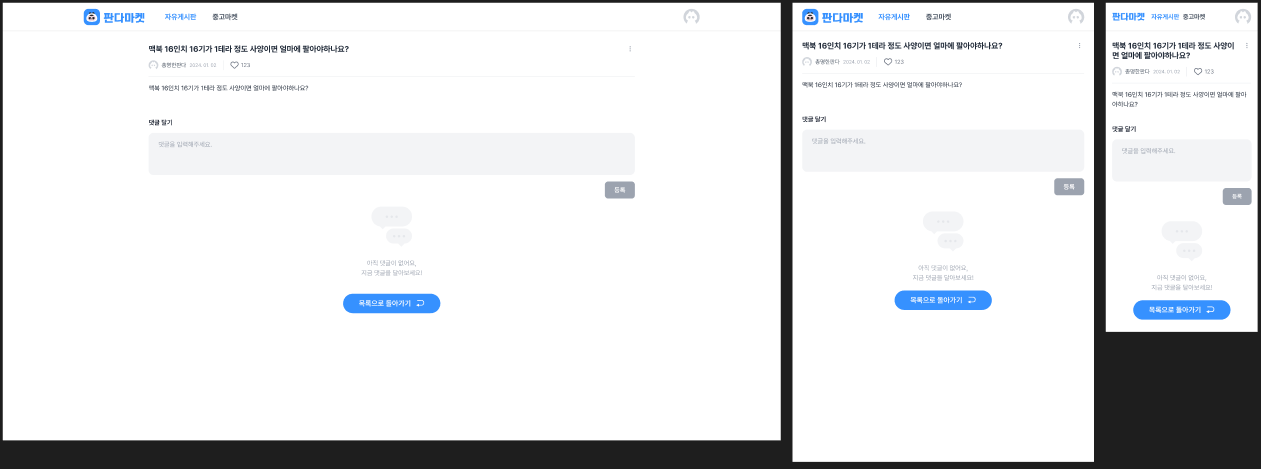 판다마켓 자유게시판 중고마켓
맥북 16인치 16기가 1테라 정도 사양이면 얼마에 팔아야하나요?
총명한판다 2024. 01. 02 123
맥북 16인치 16기가 1테라 정도 사양이면 얼마에 팔아야하나요?
댓글 달기
댓글을 입력해주세요.
등록
아직 댓글이 없어요,
지금 댓글을 달아보세요!
목록으로 돌아가기
판다마켓 자유게시판 중고마켓
맥북 16인치 16기가 1테라 정도 사양이면 얼마에 팔아야하나요?
총명한판다 2024. 01. 02 123
맥북 16인치 16기가 1테라 정도 사양이면 얼마에 팔아야하나요?
댓글 달기
댓글을 입력해주세요.
등록
아직 댓글이 없어요,
지금 댓글을 달아보세요!
목록으로 돌아가기
판다마켓 자유게시판 중고마켓
맥북 16인치 16기가 1테라 정도 사양이
면 얼마에 팔아야하나요?
총명한판다 2024. 01. 02 123
맥북 16인치 16기가 1테라 정도 사양이면 얼마에 팔아
야하나요?
댓글 달기
댓글을 입력해주세요.
등록
아직 댓글이 없어요,
지금 댓글을 달아보세요!
목록으로 돌아가기